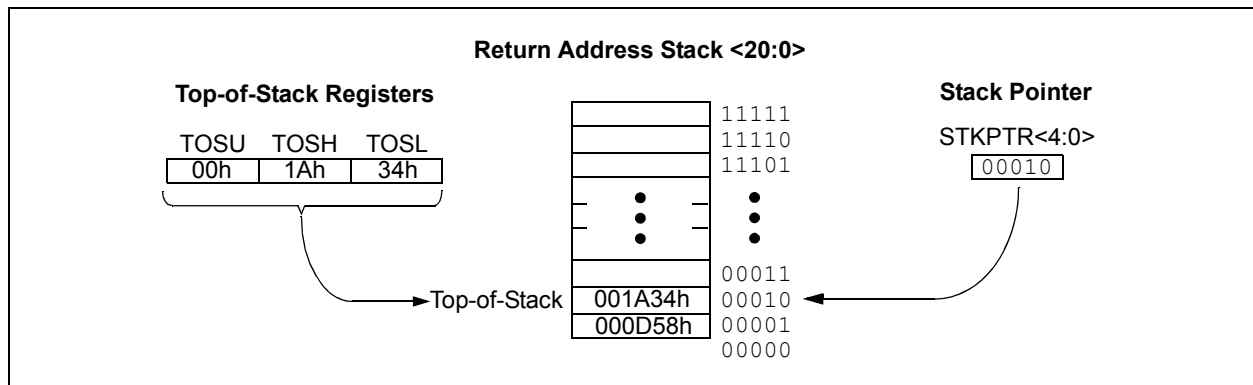 Return Address Stack <20:0>
Top-of-Stack Registers
Stack Pointer
TOSU TOSH TOSL
STKPTR<4:0>
00h 1Ah 34h
00010
11111
11110
11101
00011
Top-of-Stack 001A34h 00010
000D58h 00001
00000